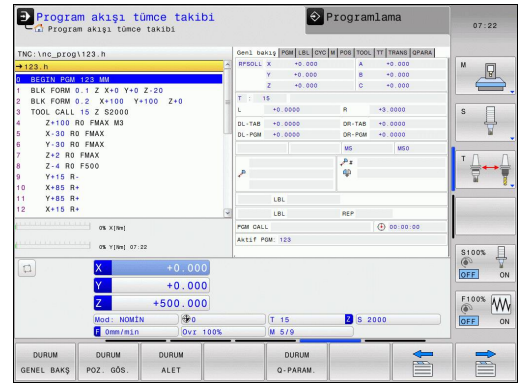 Program akışı tümce takibi
Program akışı tümce takibi
Programlama
07:22
TNC:\nc_prog\123.h
→123.h
0 BEGIN PGM 123 MM
1 BLK FORM 0.1 Z X+0 Y+0 Z-20
2 BLK FORM 0.2 X+100 Y+100 Z+0
3 TOOL CALL 15 Z S2000
4 Z+100 R0 FMAX M3
5 X-30 R0 FMAX
6 Y-30 R0 FMAX
7 Z+2 R0 FMAX
8 Z-4 R0 F500
9 Y+15 R-
10 X+85 R+
11 Y+85 R+
12 X+15 R+
0% X[Nm]
0% Y[Nm] 07:22
Genl bakış PGM LBL CYC M POS TOOL TT TRANS QPARA
RFSOLL X +0.000 A +0.000
Y +0.000 B +0.000
Z +0.000 C +0.000
T : 15
L +0.0000 R +3.0000
DL-TAB +0.0000 DR-TAB +0.0000
DL-PGM +0.0000 DR-PGM +0.0000
M5 M50
P#
LBL
LBL REP
PGM CALL 00:00:00
Aktif PGM: 123
X +0.000
Y +0.000
Z +500.000
Mod: NOMİN 0 T 15 Z S 2000
F 0mm/min Ovr 100% M 5/9
M
S
T
S100%
OFF ON
F100%
OFF ON
DURUM GENEL BAKŞ
DURUM POZ. GÖS.
DURUM ALET
DURUM Q-PARAM.